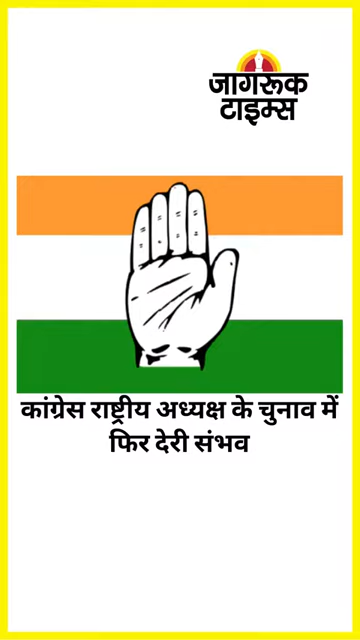 जागरूक
टाइम्स
कांग्रेस राष्ट्रीय अध्यक्ष के चुनाव में
फिर देरी संभव